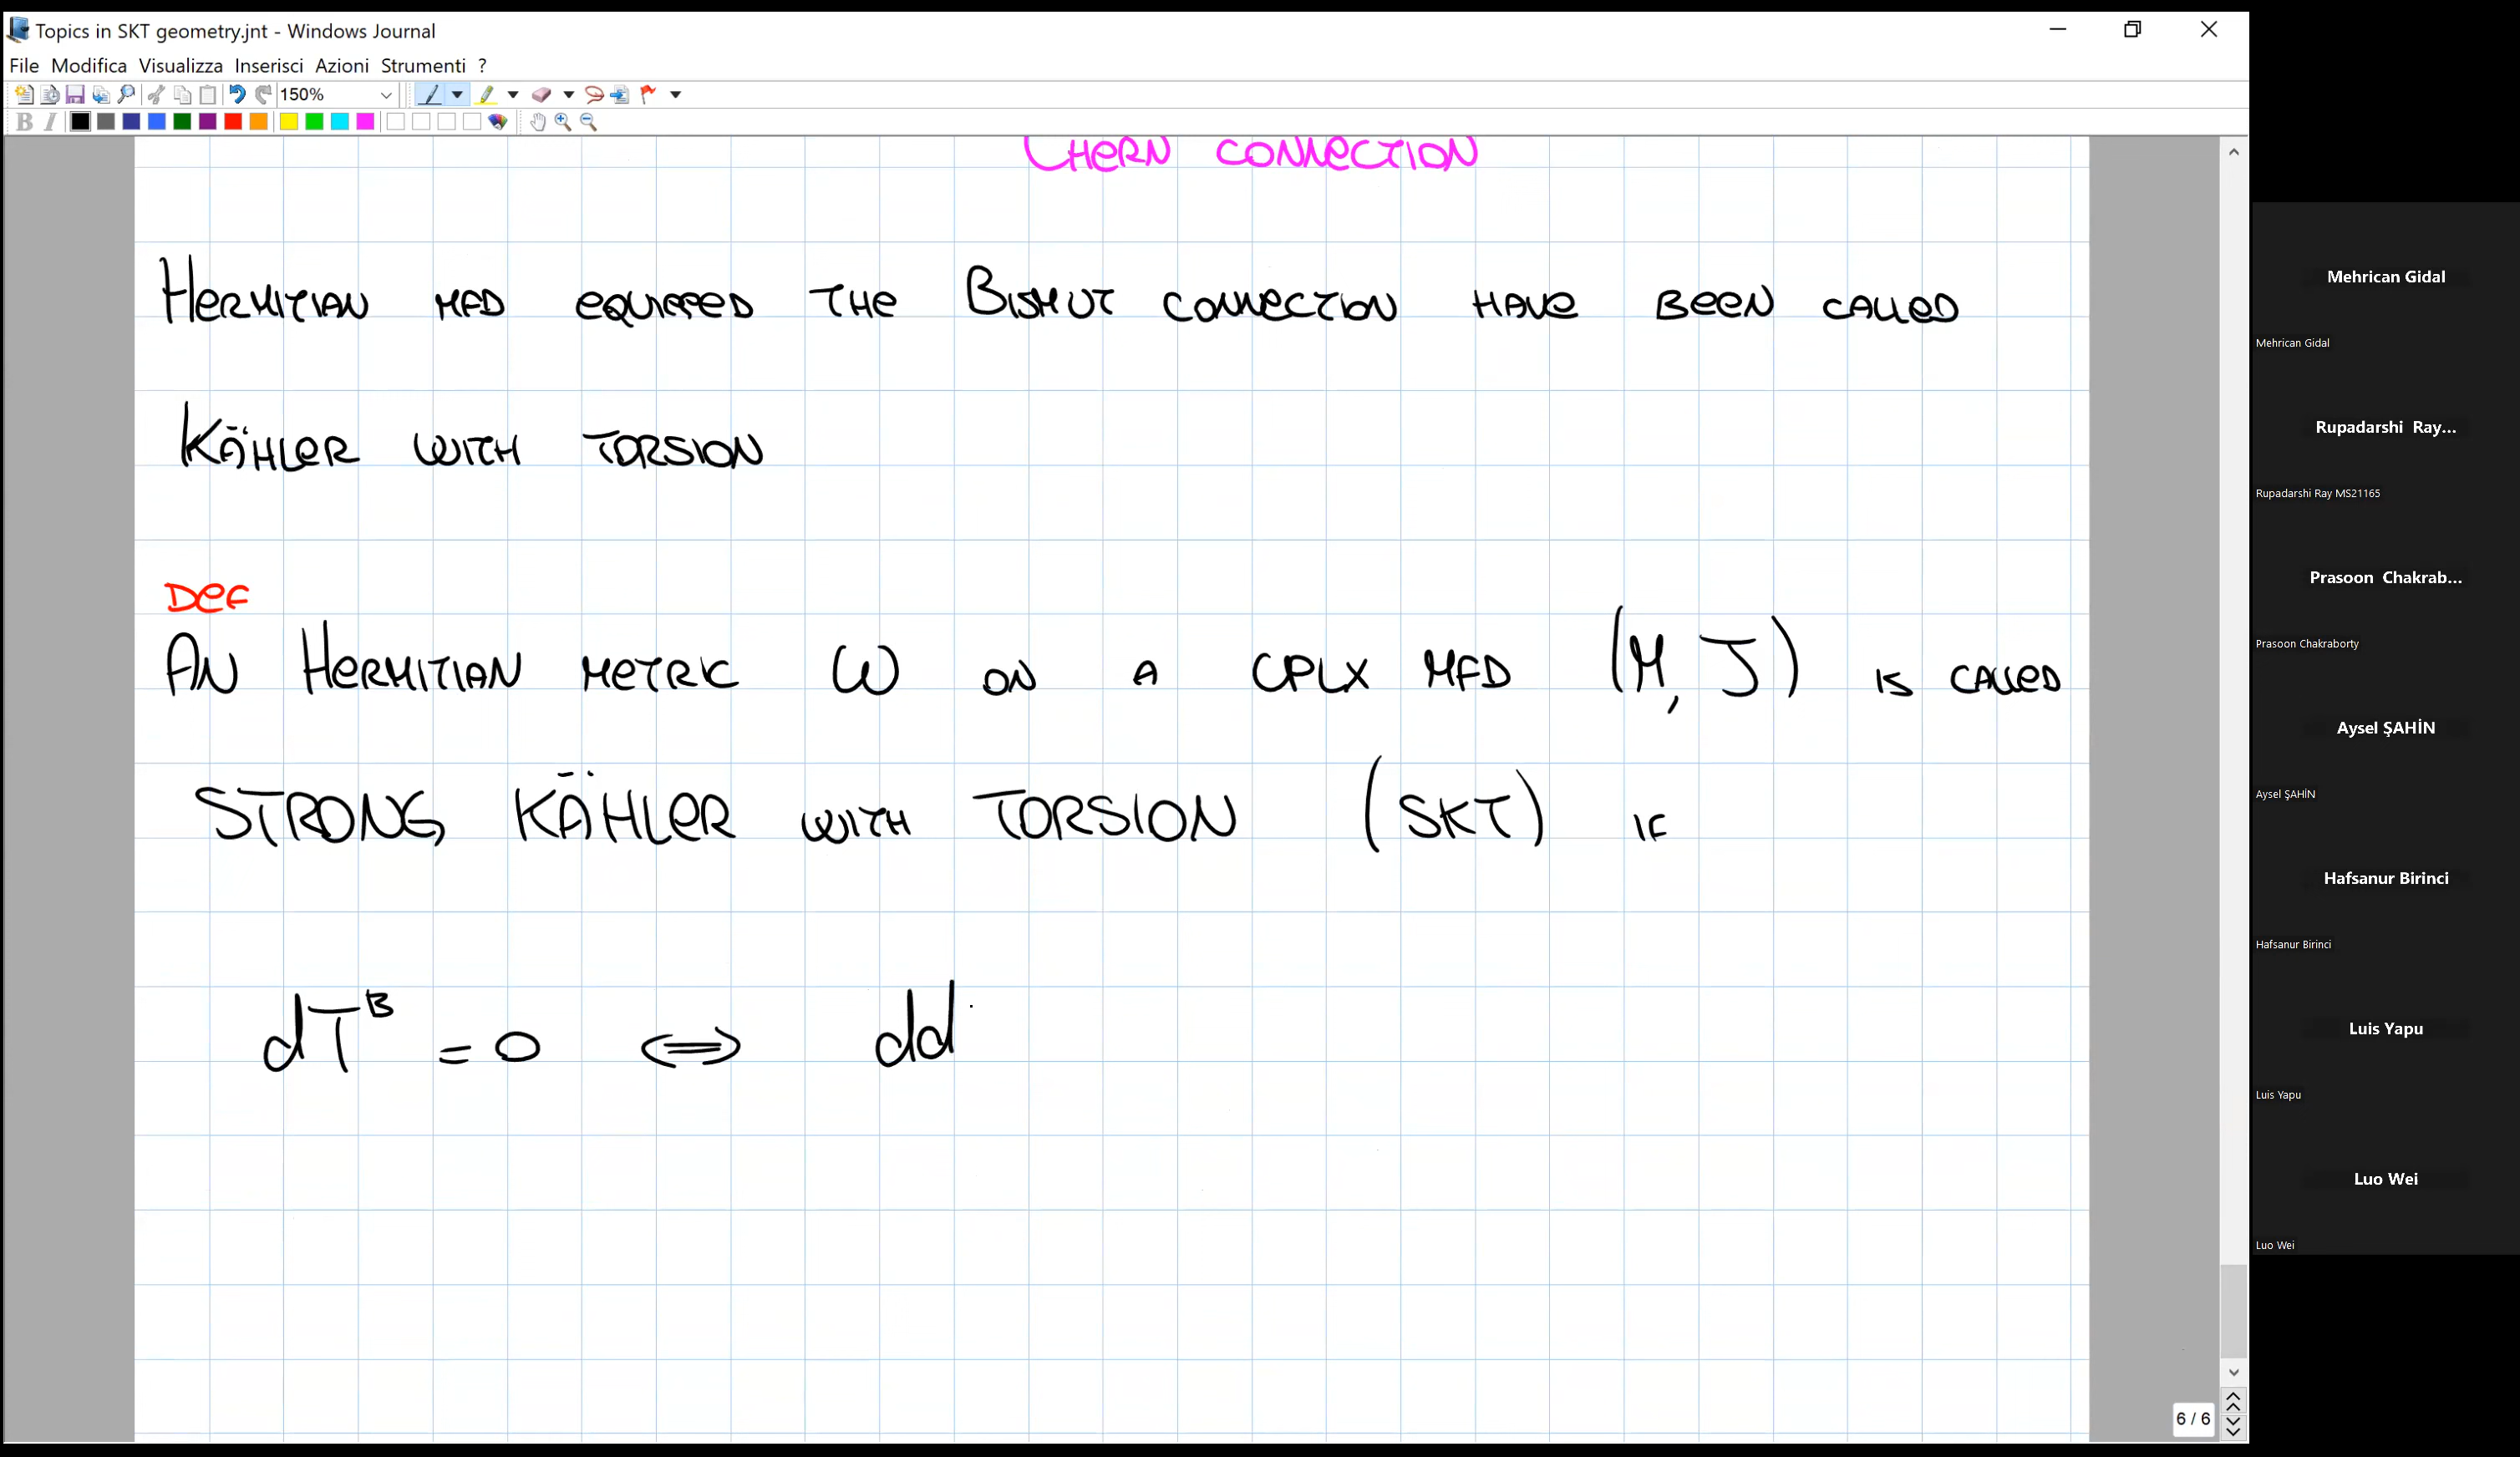 Topics in SKT geometry.jnt - Windows Journal
File Modifica Visualizza Inserisci Azioni Strumenti ?
150%
B I
CHERN CONNECTION
HERMITIAN MFD EQUIPPED THE BISMUT CONNECTION HAVE BEEN CALLED
KÄHLER WITH TORSION
DEF
AN HERMITIAN METRIC ω ON A CPLX MFD (M, J) IS CALLED
STRONG KÄHLER WITH TORSION (SKT) IF
dT^B = 0 ⟺ dd
6 / 6
Mehrican Gidal
Mehrican Gidal
Rupadarshi Ray...
Rupadarshi Ray MS21165
Prasoon Chakrab...
Prasoon Chakraborty
Aysel ŞAHİN
Aysel ŞAHİN
Hafsanur Birinci
Hafsanur Birinci
Luis Yapu
Luis Yapu
Luo Wei
Luo Wei